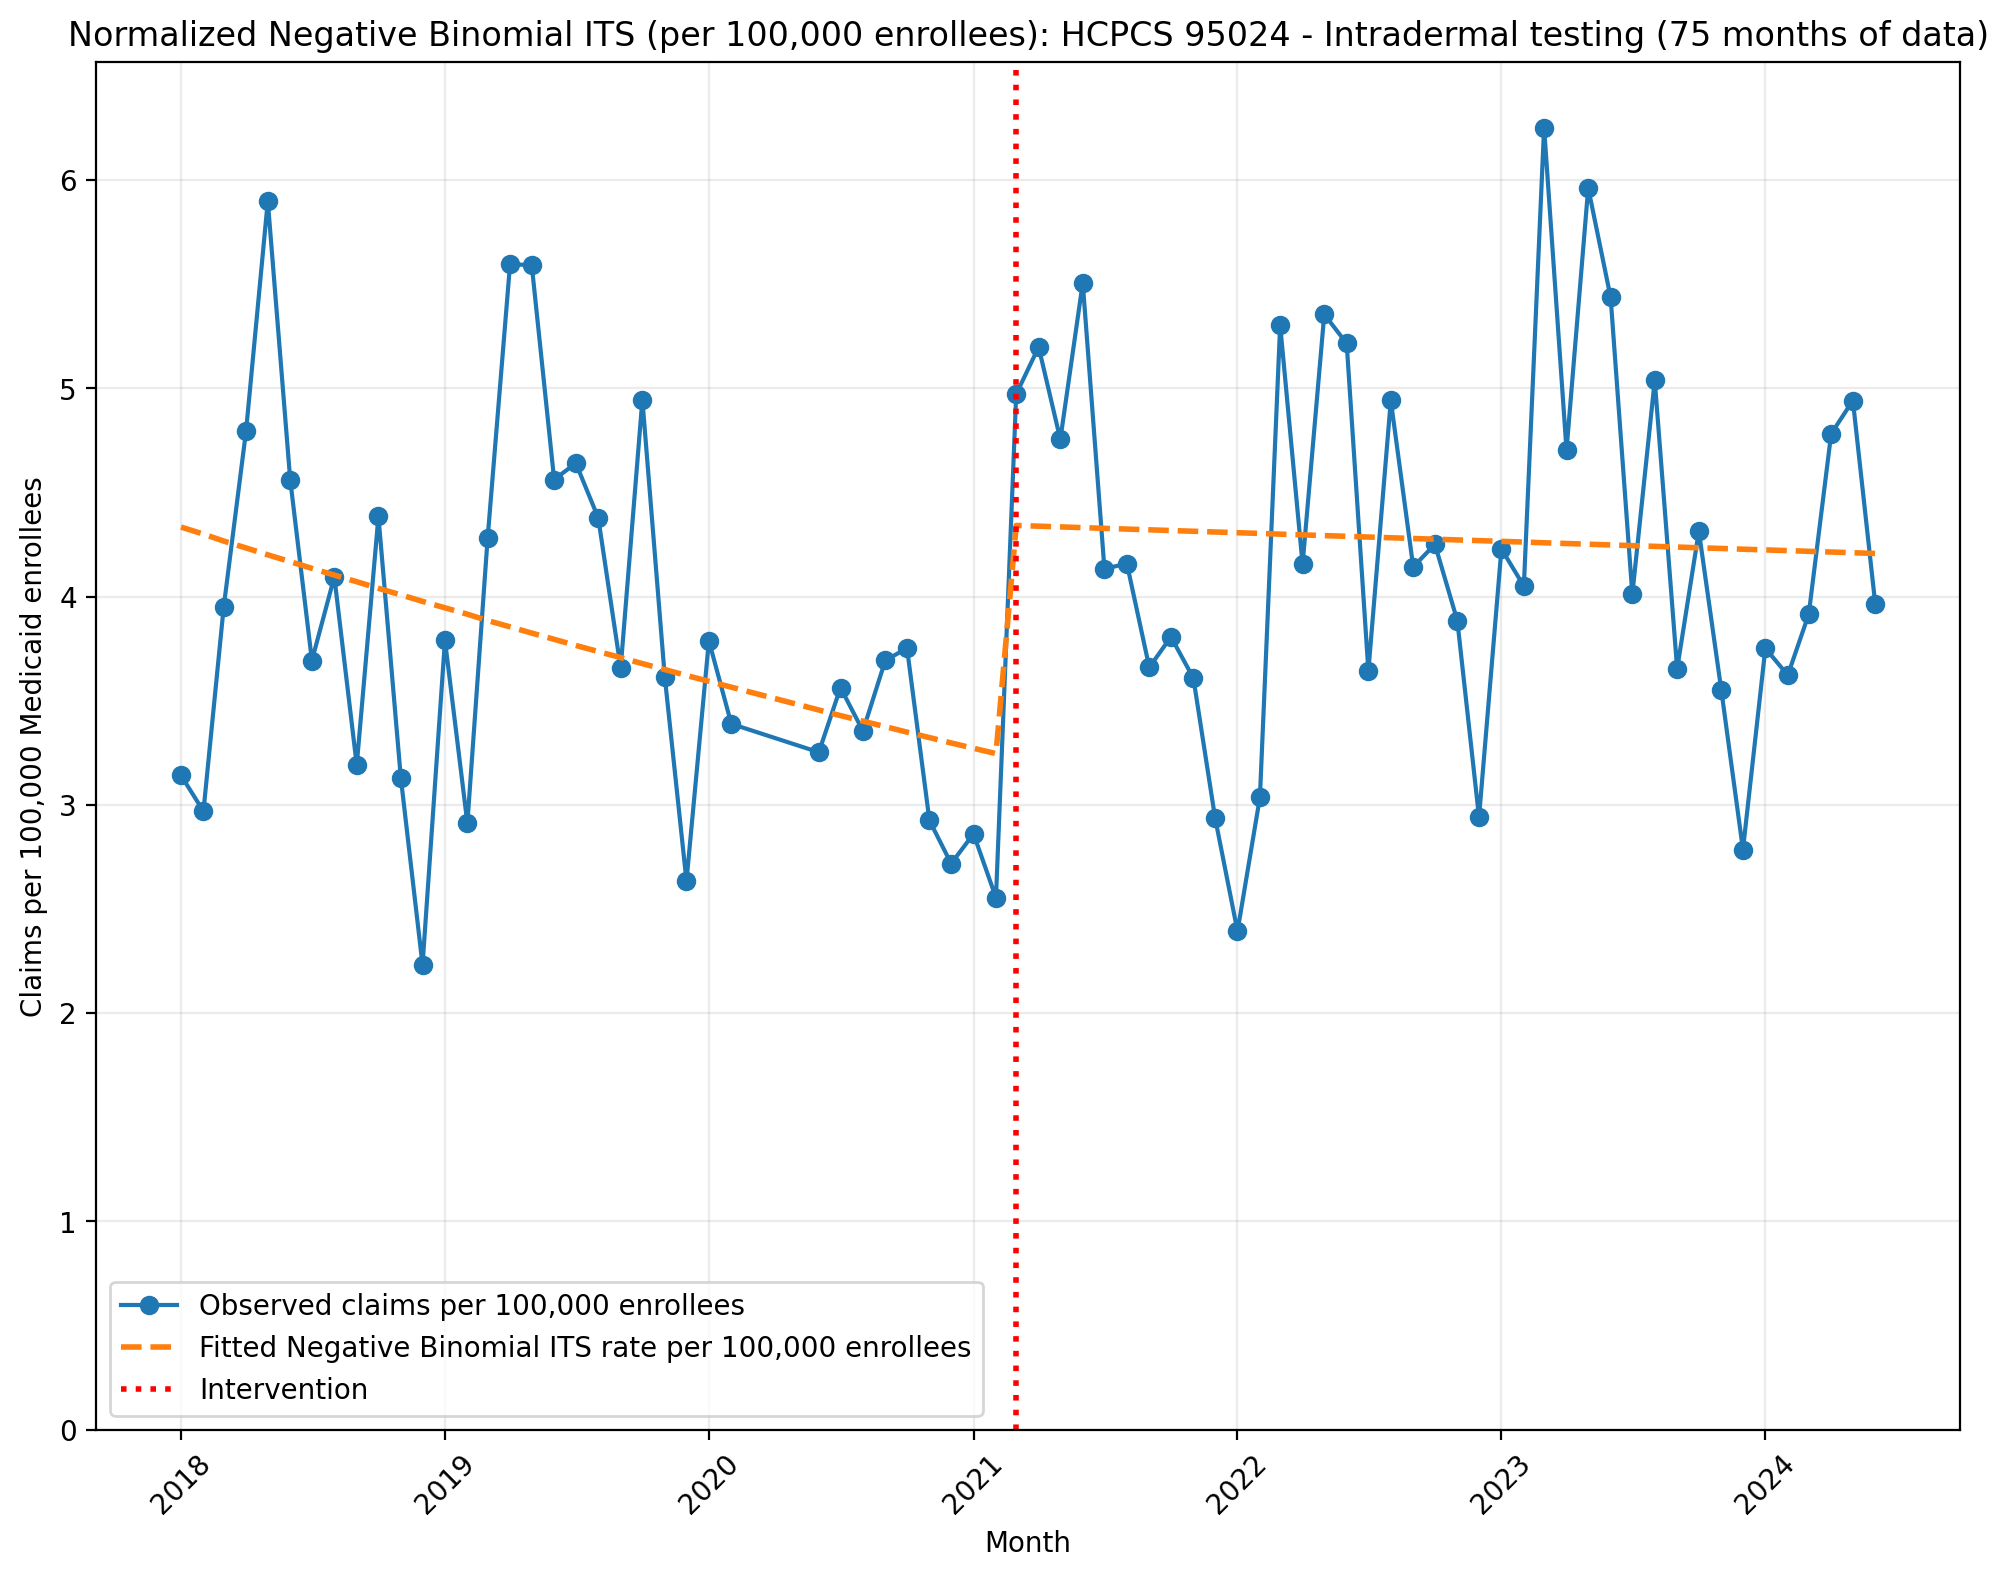 Normalized Negative Binomial ITS (per 100,000 enrollees): HCPCS 95024 - Intradermal testing (75 months of data)
Claims per 100,000 Medicaid enrollees
6
5
4
3
2
1
0
Observed claims per 100,000 enrollees
Fitted Negative Binomial ITS rate per 100,000 enrollees
Intervention
2018
2019
2020
2021
2022
2023
2024
Month